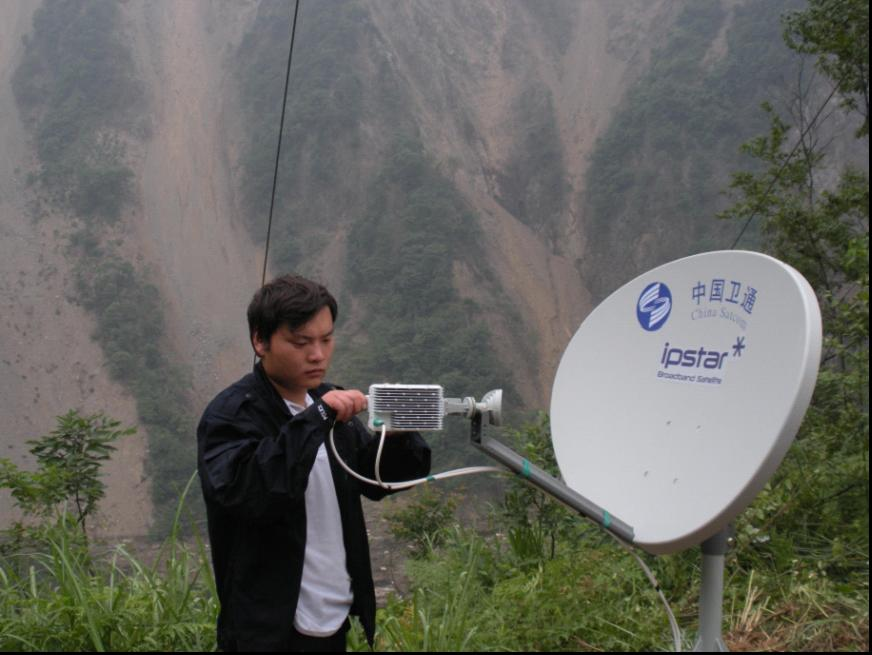 中国卫通
China Satcom
ipstar
Broadband Satellite